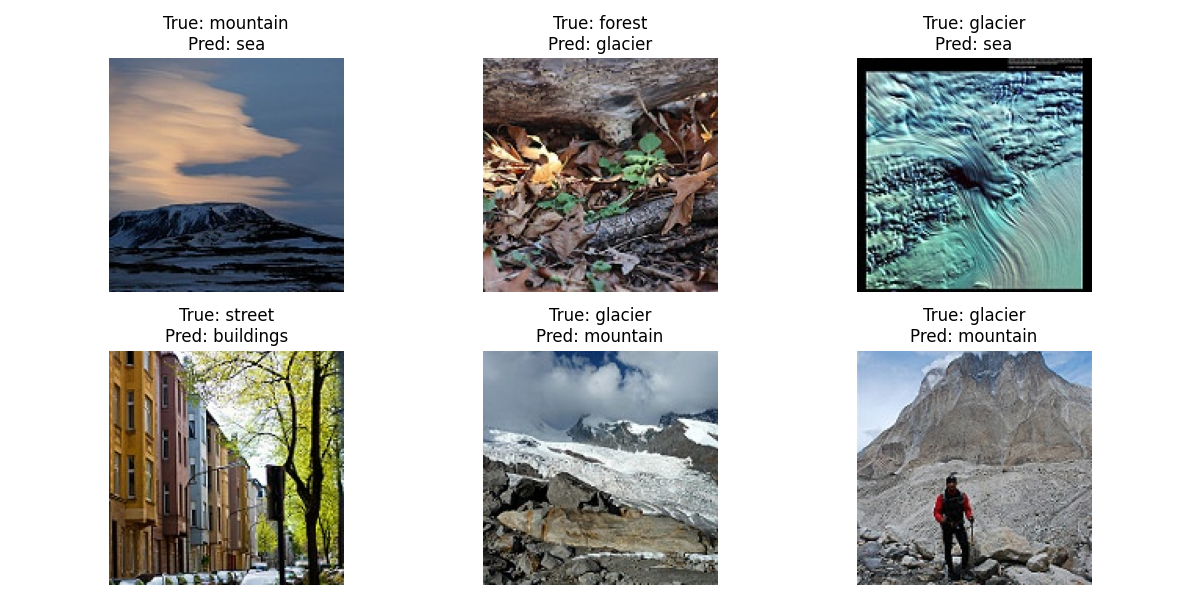 True: mountain
Pred: sea
True: forest
Pred: glacier
True: glacier
Pred: sea
True: street
Pred: buildings
True: glacier
Pred: mountain
True: glacier
Pred: mountain